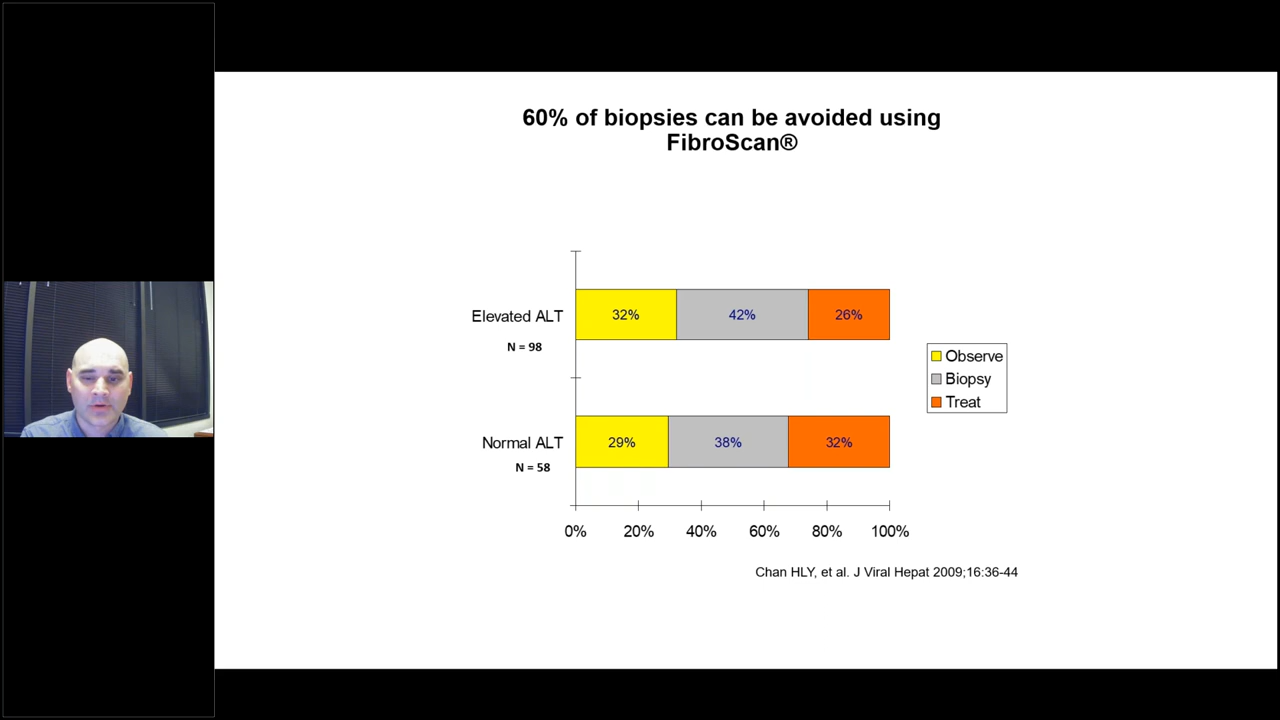 60% of biopsies can be avoided using
FibroScan®
Elevated ALT
N = 98
32%
42%
26%
Normal ALT
N = 58
29%
38%
32%
Observe
Biopsy
Treat
0%
20%
40%
60%
80%
100%
Chan HLY, et al. J Viral Hepat 2009;16:36-44